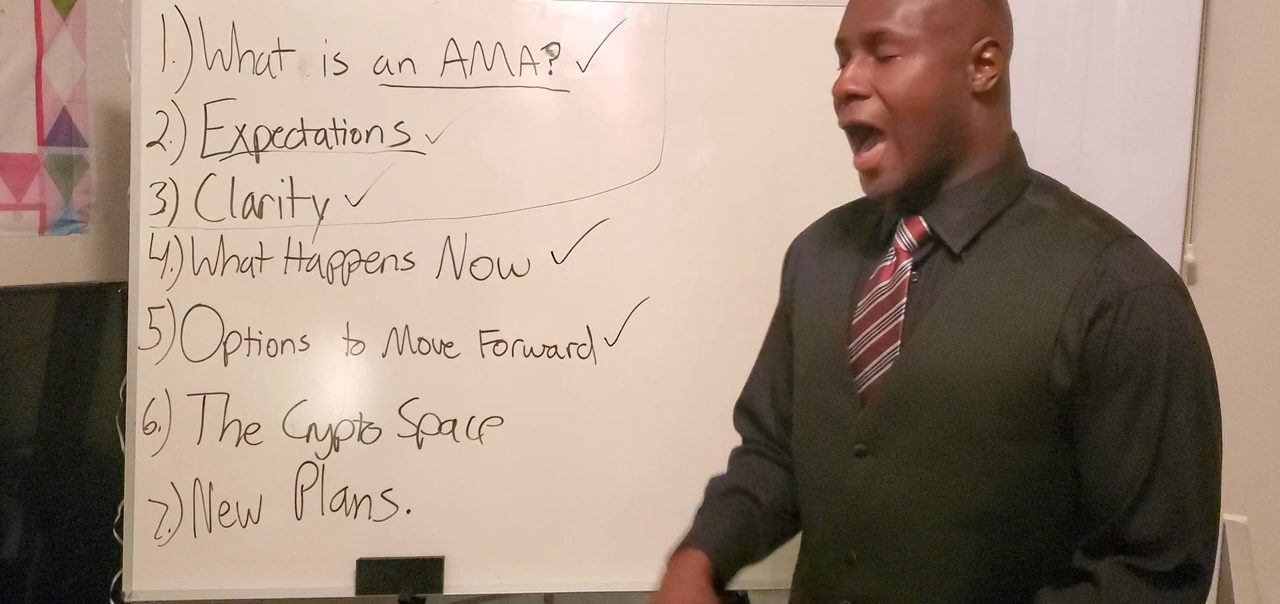 1.) What is an AMA? ✓
2.) Expectations ✓
3) Clarity ✓
4.) What Happens Now ✓
5) Options to Move Forward ✓
6.) The Crypto Space
7.) New Plans.